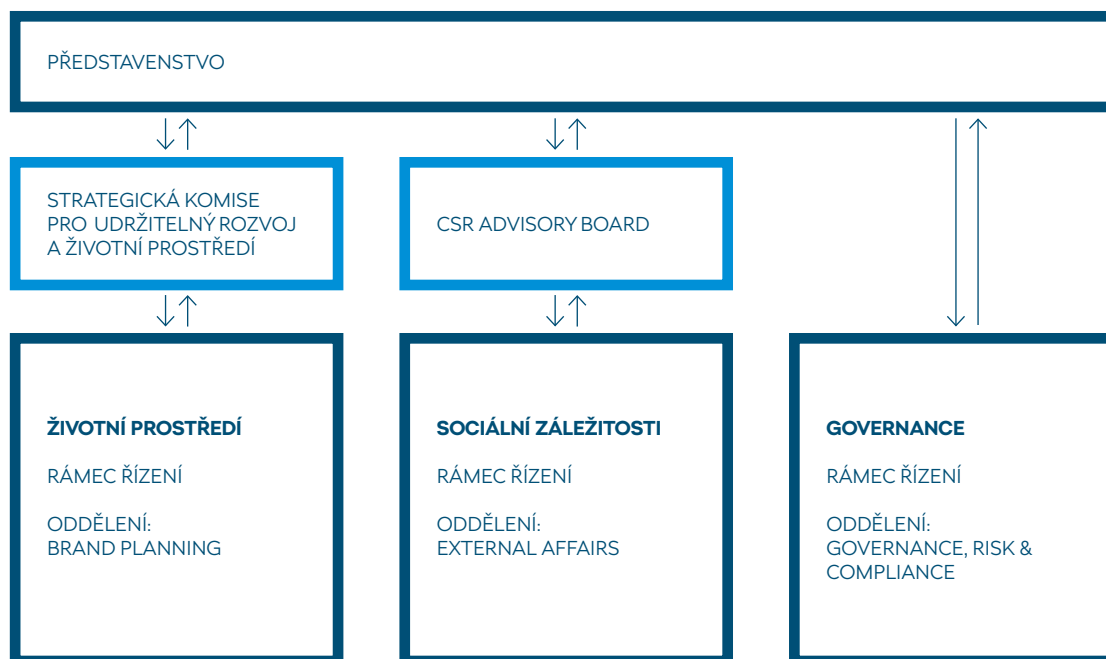 PŘEDSTAVENSTVO
STRATEGICKÁ KOMISE
PRO UDRŽITELNÝ ROZVOJ
A ŽIVOTNÍ PROSTŘEDÍ
CSR ADVISORY BOARD
ŽIVOTNÍ PROSTŘEDÍ
RÁMEC ŘÍZENÍ
ODDĚLENÍ:
BRAND PLANNING
SOCIÁLNÍ ZÁLEŽITOSTI
RÁMEC ŘÍZENÍ
ODDĚLENÍ:
EXTERNAL AFFAIRS
GOVERNANCE
RÁMEC ŘÍZENÍ
ODDĚLENÍ:
GOVERNANCE, RISK &
COMPLIANCE